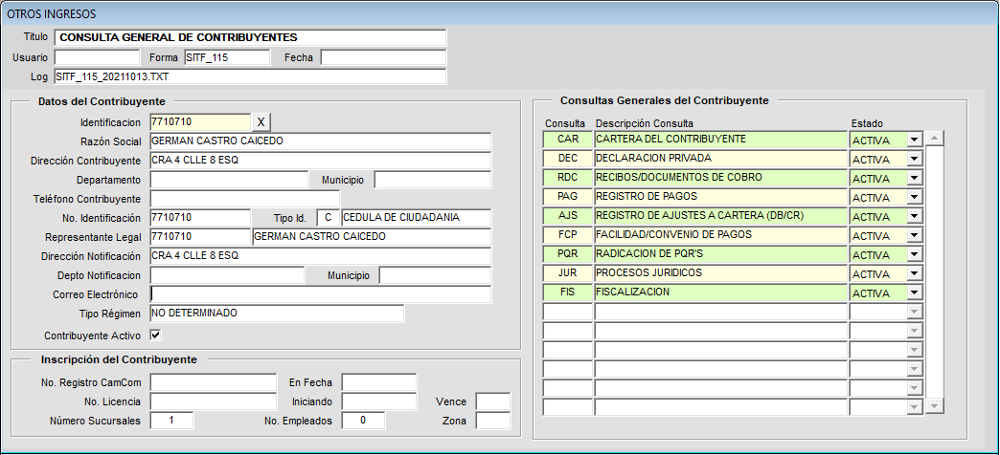 OTROS INGRESOS
Titulo CONSULTA GENERAL DE CONTRIBUYENTES
Usuario Forma SITF_115 Fecha
Log SITF_115_20211013.TXT
Datos del Contribuyente
Identificacion 7710710 X
Razón Social GERMAN CASTRO CAICEDO
Dirección Contribuyente CRA 4 CLLE 8 ESQ
Departamento Municipio
Teléfono Contribuyente
No. Identificación 7710710 Tipo Id. C CEDULA DE CIUDADANIA
Representante Legal 7710710 GERMAN CASTRO CAICEDO
Dirección Notificación CRA 4 CLLE 8 ESQ
Depto Notificacion Municipio
Correo Electrónico
Tipo Régimen NO DETERMINADO
Contribuyente Activo
Inscripción del Contribuyente
No. Registro CamCom En Fecha
No. Licencia Iniciando Vence
Número Sucursales 1 No. Empleados 0 Zona
Consultas Generales del Contribuyente
Consulta Descripción Consulta Estado
CAR CARTERA DEL CONTRIBUYENTE ACTIVA
DEC DECLARACION PRIVADA ACTIVA
RDC RECIBOS/DOCUMENTOS DE COBRO ACTIVA
PAG REGISTRO DE PAGOS ACTIVA
AJS REGISTRO DE AJUSTES A CARTERA (DB/CR) ACTIVA
FCP FACILIDAD/CONVENIO DE PAGOS ACTIVA
PQR RADICACION DE PQR'S ACTIVA
JUR PROCESOS JURIDICOS ACTIVA
FIS FISCALIZACION ACTIVA